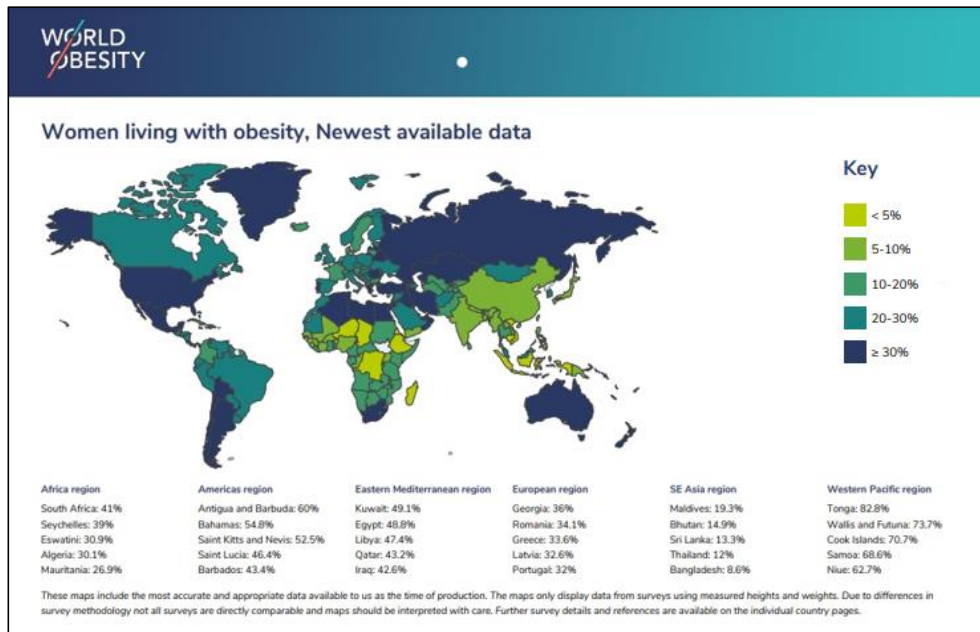 WORLD
OBESITY
Women living with obesity, Newest available data
Key
< 5%
5-10%
10-20%
20-30%
≥ 30%
Africa region
South Africa: 41%
Seychelles: 39%
Eswatini: 30.9%
Algeria: 30.1%
Mauritania: 26.9%
Americas region
Antigua and Barbuda: 60%
Bahamas: 54.8%
Saint Kitts and Nevis: 52.5%
Saint Lucia: 46.4%
Barbados: 43.4%
Eastern Mediterranean region
Kuwait: 49.1%
Egypt: 48.8%
Libya: 47.4%
Qatar: 43.2%
Iraq: 42.6%
European region
Georgia: 36%
Romania: 34.1%
Greece: 33.6%
Latvia: 32.6%
Portugal: 32%
SE Asia region
Maldives: 19.3%
Bhutan: 14.9%
Sri Lanka: 13.3%
Thailand: 12%
Bangladesh: 8.6%
Western Pacific region
Tonga: 82.8%
Wallis and Futuna: 73.7%
Cook Islands: 70.7%
Samoa: 68.6%
Niue: 62.7%
These maps include the most accurate and appropriate data available to us as the time of production. The maps only display data from surveys using measured heights and weights. Due to differences in
survey methodology not all surveys are directly comparable and maps should be interpreted with care. Further survey details and references are available on the individual country pages.